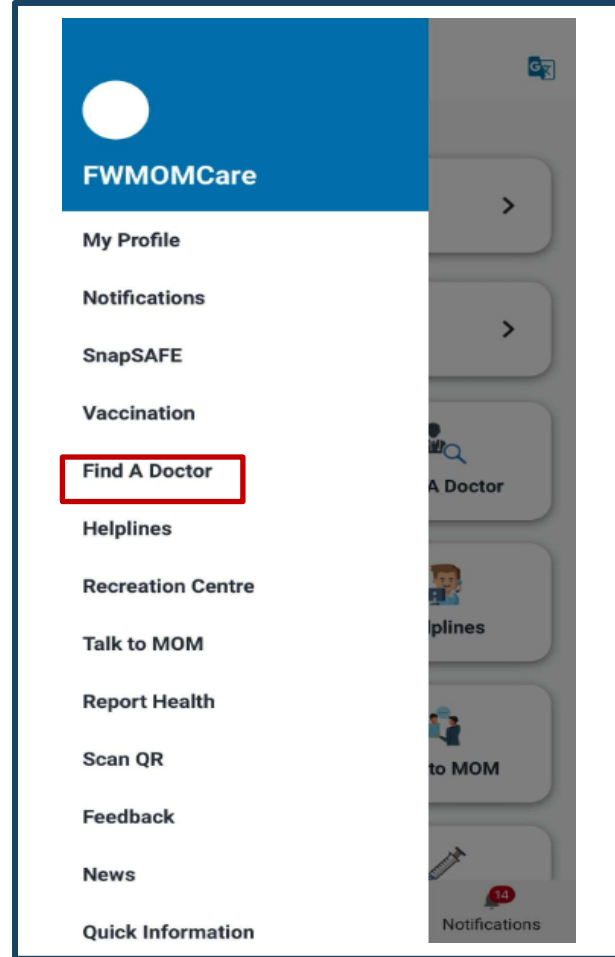 FWMOMCare
My Profile
Notifications
SnapSAFE
Vaccination
Find A Doctor
Helplines
Recreation Centre
Talk to MOM
Report Health
Scan QR
Feedback
News
Quick Information
A Doctor
lplines
to MOM
14
Notifications